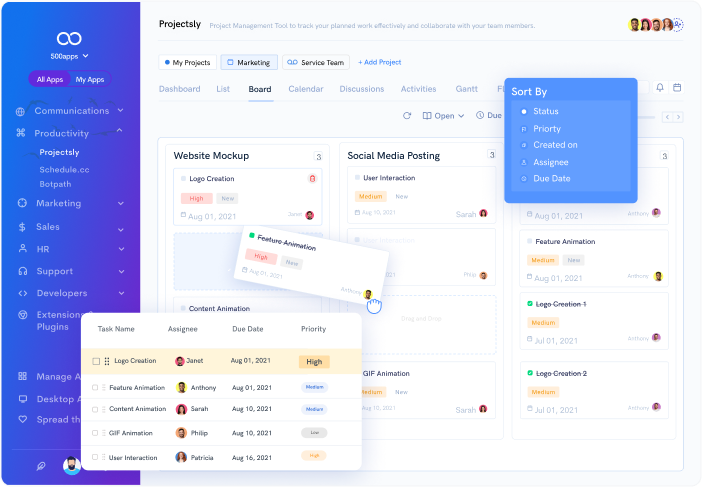 Projectsly
Project Management Tool to track your planned work effectively and collaborate with your team members.
500apps
All Apps
My Apps
Communications
Productivity
Projectsly
Schedule.cc
Botpath
Marketing
Sales
HR
Support
Developers
Extensions
Plugins
Manage A
Desktop A
Spread th
My Projects
Marketing
Service Team
+ Add Project
Dashboard
List
Board
Calendar
Discussions
Activities
Gantt
Open
Due
Sort By
Status
Priorty
Created on
Assignee
Due Date
Website Mockup
3
Logo Creation
High
New
Aug 01, 2021
Janet
Feature Animation
High
New
Aug 01, 2021
Anthony
Content Animation
Social Media Posting
3
User Interaction
Medium
New
Aug 10, 2021
Sarah
Philip
Drag and Drop
GIF Animation
Medium
New
Aug 10, 2021
Sarah
3
Aug 01, 2021
Anthony
Feature Animation
Medium
New
Aug 01, 2021
Anthony
Logo Creation 1
Medium
Jul 01, 2021
Anthony
Logo Creation 2
Medium
Jul 01, 2021
Anthony
Task Name
Assignee
Due Date
Priority
Logo Creation
Janet
Aug 01, 2021
High
Feature Animation
Anthony
Aug 01, 2021
Medium
Content Animation
Sarah
Aug 10, 2021
Medium
GIF Animation
Philip
Aug 10, 2021
Low
User Interaction
Patricia
Aug 16, 2021
High